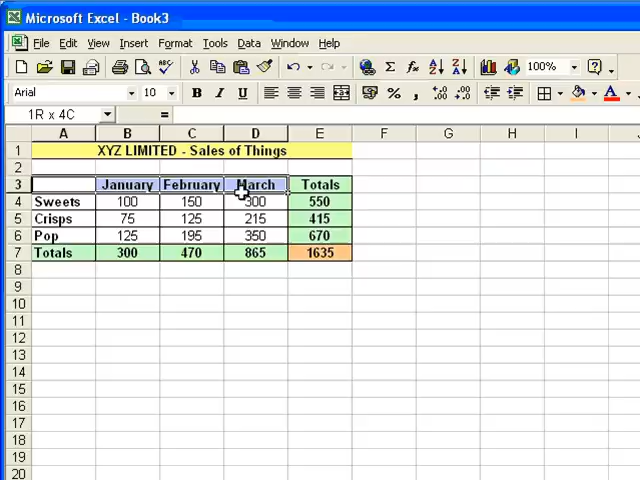 Microsoft Excel - Book3
File Edit View Insert Format Tools Data Window Help
100%
Arial 10 B I U
1R x 4C =
A B C D E F G H I
1 XYZ LIMITED - Sales of Things
2
3 January February March Totals
4 Sweets 100 150 300 550
5 Crisps 75 125 215 415
6 Pop 125 195 350 670
7 Totals 300 470 865 1635
8
9
10
11
12
13
14
15
16
17
18
19
20